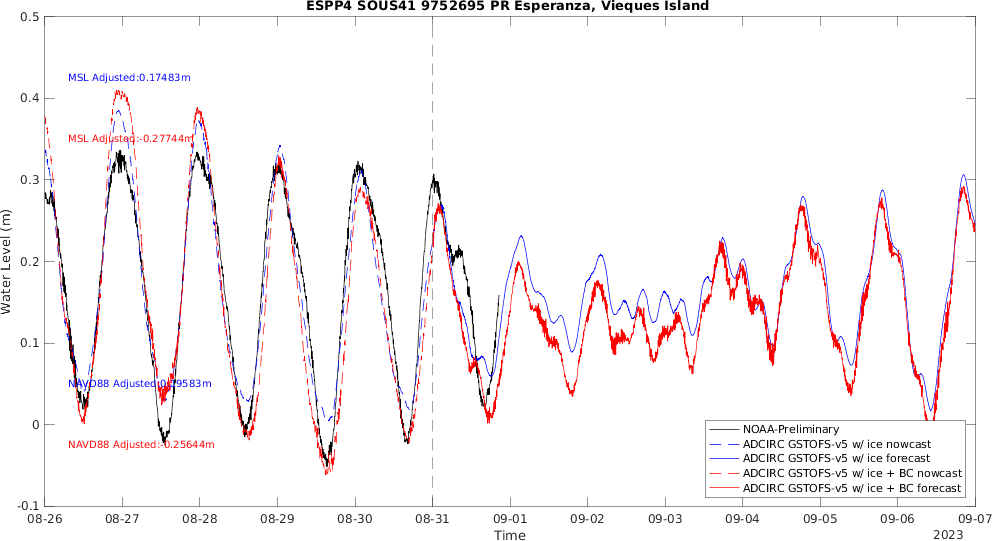 ESPP4 SOUS41 9752695 PR Esperanza, Vieques Island
0.5
0.4
0.3
0.2
0.1
0
-0.1
Water Level (m)
MSL Adjusted:0.17483m
MSL Adjusted:-0.27744m
NAVD88 Adjusted:0.19583m
NAVD88 Adjusted:-0.25644m
NOAA-Preliminary
ADCIRC GSTOFS-v5 w/ ice nowcast
ADCIRC GSTOFS-v5 w/ ice forecast
ADCIRC GSTOFS-v5 w/ ice + BC nowcast
ADCIRC GSTOFS-v5 w/ ice + BC forecast
08-26 08-27 08-28 08-29 08-30 08-31 09-01 09-02 09-03 09-04 09-05 09-06 09-07
Time
2023